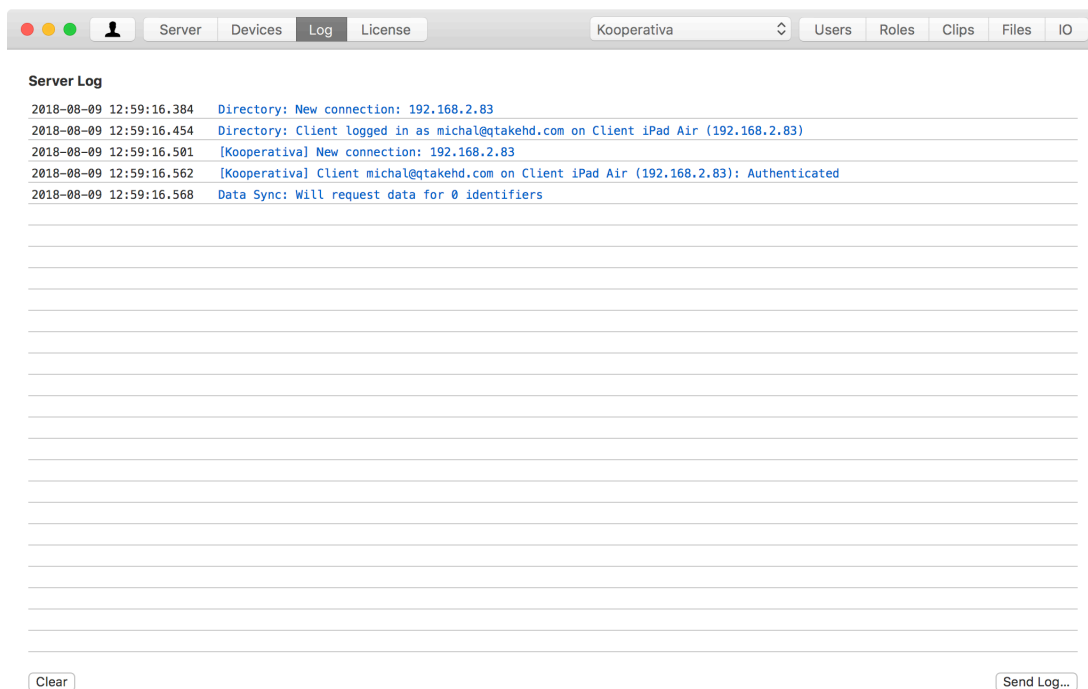 Server Devices Log License Kooperativa Users Roles Clips Files IO
Server Log
2018-08-09 12:59:16.384 Directory: New connection: 192.168.2.83
2018-08-09 12:59:16.454 Directory: Client logged in as michal@qtakehd.com on Client iPad Air (192.168.2.83)
2018-08-09 12:59:16.501 [Kooperativa] New connection: 192.168.2.83
2018-08-09 12:59:16.562 [Kooperativa] Client michal@qtakehd.com on Client iPad Air (192.168.2.83): Authenticated
2018-08-09 12:59:16.568 Data Sync: Will request data for 0 identifiers
Clear Send Log...